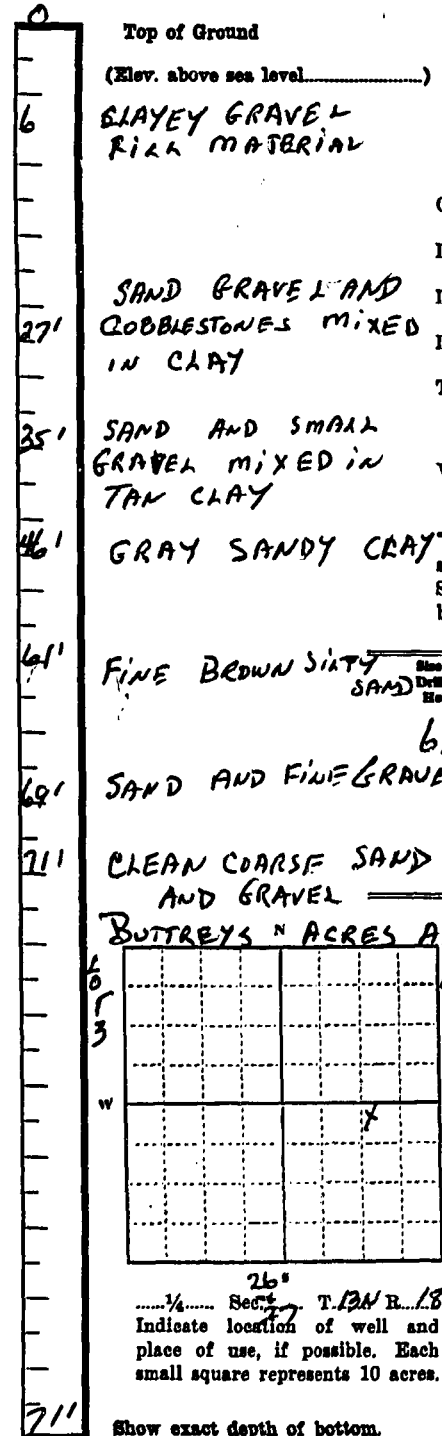 0
Top of Ground
(Elev. above sea level....................)
6 CLAYEY GRAVEL
FILL MATERIAL
SAND GRAVEL AND
27' COBBLESTONES MIXED
IN CLAY
35' SAND AND SMALL
GRAVEL MIXED IN
TAN CLAY
46' GRAY SANDY CLAY
61' FINE BROWN SILTY
SAND
69' SAND AND FINE GRAVE
71' CLEAN COARSE SAND
AND GRAVEL
BUTTREYS N ACRES A
LOT
3
W
X
26 S
......¼...... Sec. & 27 T. 13N R. 18
Indicate location of well and
place of use, if possible. Each
small square represents 10 acres.
71' Show exact depth of bottom.